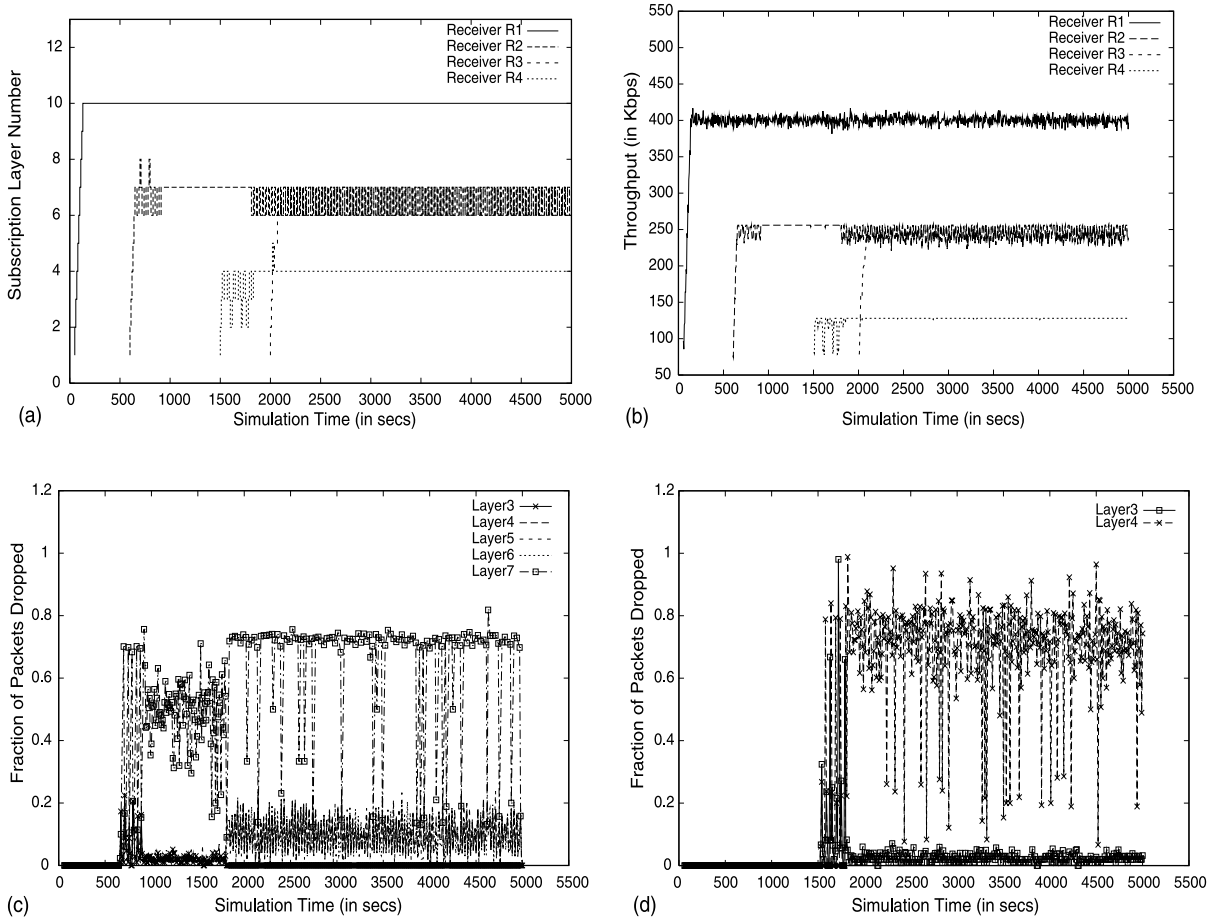 Receiver R1
Receiver R2
Receiver R3
Receiver R4
12
10
8
6
4
2
0
Subscription Layer Number
0 500 1000 1500 2000 2500 3000 3500 4000 4500 5000
Simulation Time (in secs)
(a)
Receiver R1
Receiver R2
Receiver R3
Receiver R4
550
500
450
400
350
300
250
200
150
100
50
Throughput (in Kbps)
0 500 1000 1500 2000 2500 3000 3500 4000 4500 5000 5500
Simulation Time (in secs)
(b)
Layer3
Layer4
Layer5
Layer6
Layer7
1.2
1
0.8
0.6
0.4
0.2
0
Fraction of Packets Dropped
0 500 1000 1500 2000 2500 3000 3500 4000 4500 5000 5500
Simulation Time (in secs)
(c)
Layer3
Layer4
1.2
1
0.8
0.6
0.4
0.2
0
Fraction of Packets Dropped
0 500 1000 1500 2000 2500 3000 3500 4000 4500 5000 5500
Simulation Time (in secs)
(d)